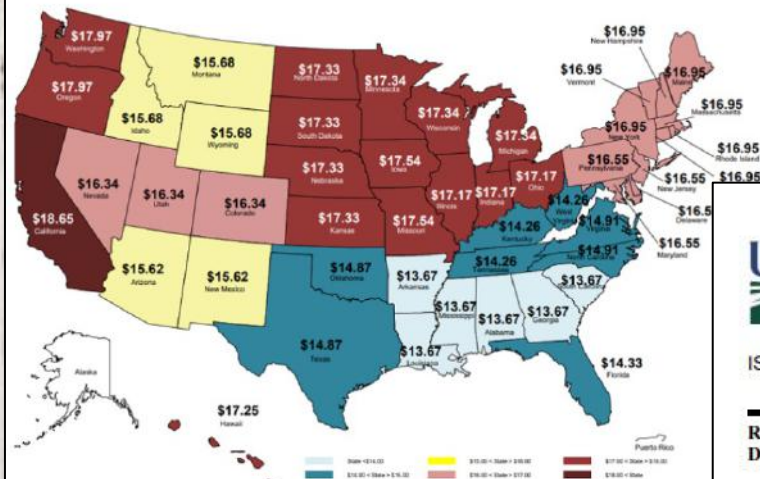 $17.97
Washington
$17.97
Oregon
$18.65
California
$15.68
Idaho
$16.34
Nevada
$15.68
Montana
$15.68
Wyoming
$16.34
Utah
$16.34
Colorado
$15.62
Arizona
$15.62
New Mexico
$17.33
North Dakota
$17.33
South Dakota
$17.33
Nebraska
$17.33
Kansas
$14.87
Oklahoma
$14.87
Texas
$17.34
Minnesota
$17.54
Iowa
$17.54
Missouri
$13.67
Arkansas
$13.67
Louisiana
$17.34
Wisconsin
$17.17
Illinois
$17.34
Michigan
$17.17
Indiana
$17.17
Ohio
$14.26
Kentucky
$14.26
Tennessee
$13.67
Mississippi
$13.67
Alabama
$13.67
Georgia
$14.33
Florida
$13.67
South Carolina
$14.91
North Carolina
$14.91
Virginia
$14.26
West
Virginia
$16.55
Pennsylvania
$16.95
New York
$16.95
Vermont
$16.95
New Hampshire
$16.95
Maine
$16.95
Massachusetts
$16.95
Rhode Island
$16.95
$16.55
New Jersey
$16.5
Delaware
$16.55
Maryland
Alaska
$17.25
Hawaii
Puerto Rico
U
IS
R
D